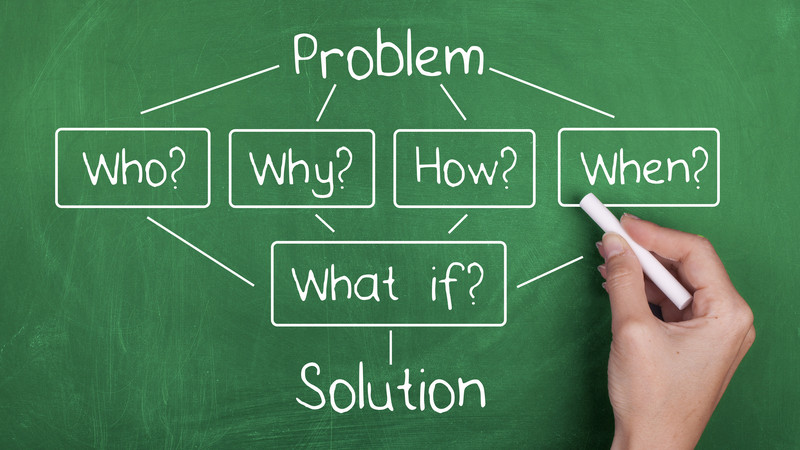 Problem
Who? Why? How? When?
What if?
Solution